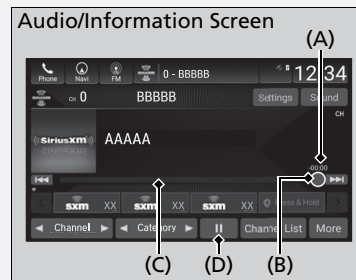 Audio/Information Screen
(A)
Phone Navi FM 0 - BBBBB 12:34
CH 0 BBBBB Settings Sound
CH
SiriusXM AAAAA
-00:00
sxm XX sxm XX sxm XX Press & Hold
Channel Category Channel List More
(C) (D) (B)